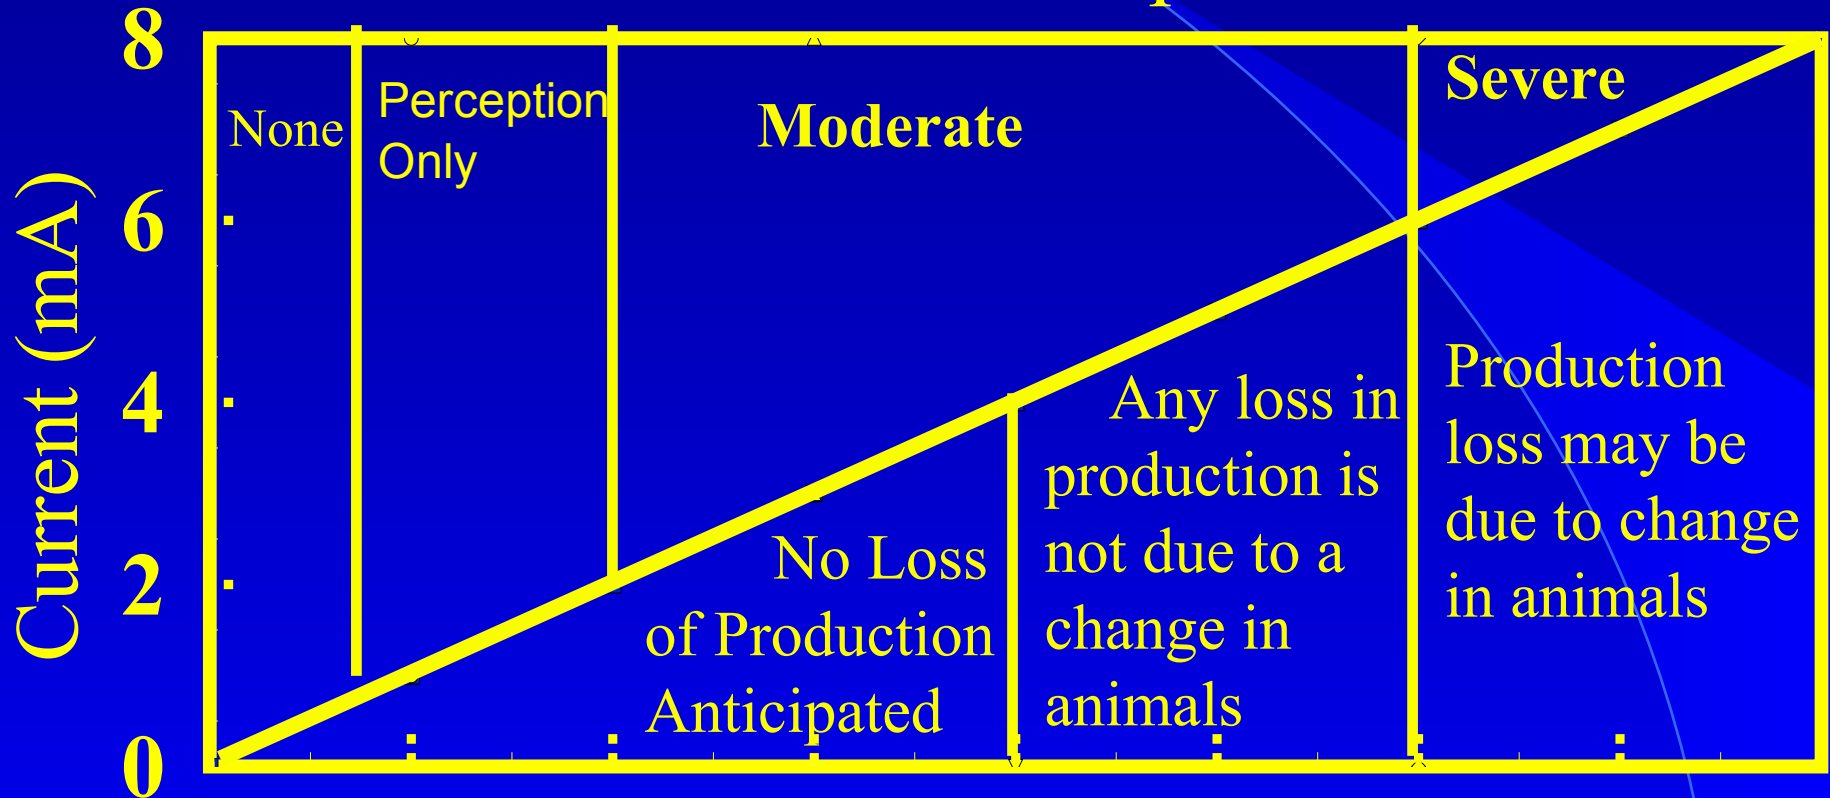 8
6
4
2
0
Current (mA)
None
Perception
Only
Moderate
Severe
No Loss
of Production
Anticipated
Any loss in
production is
not due to a
change in
animals
Production
loss may be
due to change
in animals